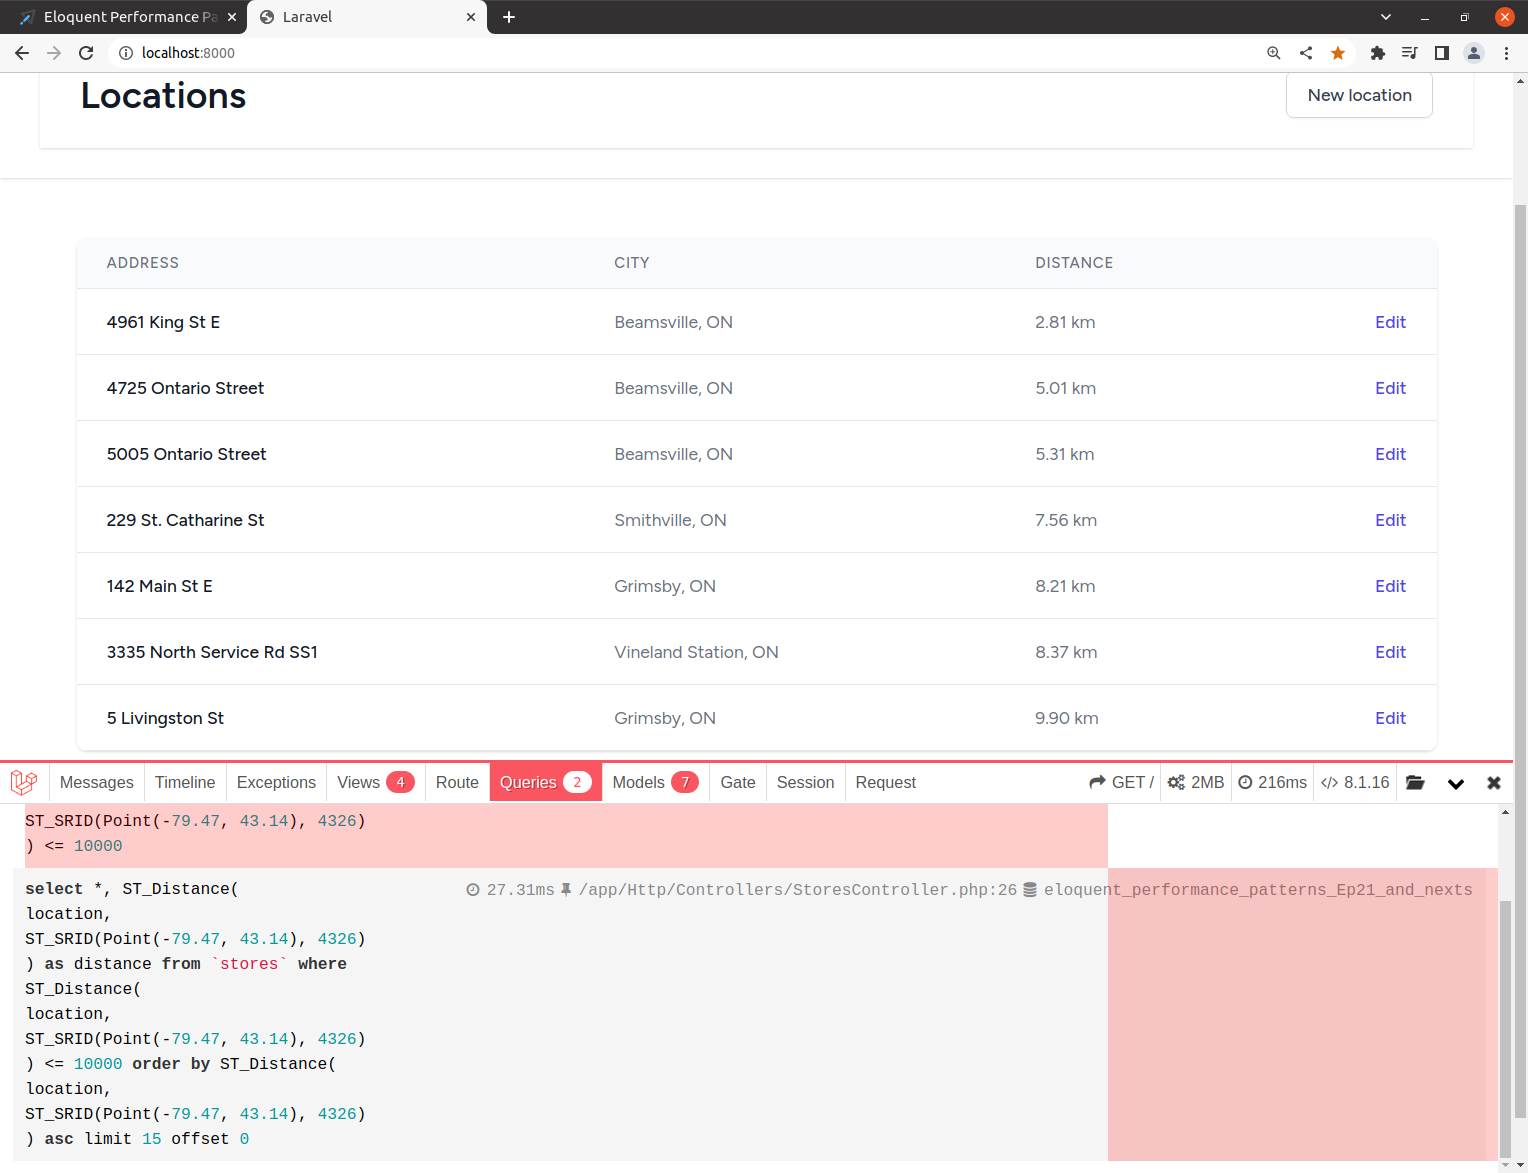 Eloquent Performance Pa
Laravel
localhost:8000
Locations
New location
ADDRESS CITY DISTANCE
4961 King St E Beamsville, ON 2.81 km Edit
4725 Ontario Street Beamsville, ON 5.01 km Edit
5005 Ontario Street Beamsville, ON 5.31 km Edit
229 St. Catharine St Smithville, ON 7.56 km Edit
142 Main St E Grimsby, ON 8.21 km Edit
3335 North Service Rd SS1 Vineland Station, ON 8.37 km Edit
5 Livingston St Grimsby, ON 9.90 km Edit
Messages Timeline Exceptions Views 4 Route Queries 2 Models 7 Gate Session Request GET / 2MB 216ms </> 8.1.16
ST_SRID(Point(-79.47, 43.14), 4326)
) <= 10000
select *, ST_Distance( 27.31ms /app/Http/Controllers/StoresController.php:26 eloquent_performance_patterns_Ep21_and_nexts
location,
ST_SRID(Point(-79.47, 43.14), 4326)
) as distance from `stores` where
ST_Distance(
location,
ST_SRID(Point(-79.47, 43.14), 4326)
) <= 10000 order by ST_Distance(
location,
ST_SRID(Point(-79.47, 43.14), 4326)
) asc limit 15 offset 0